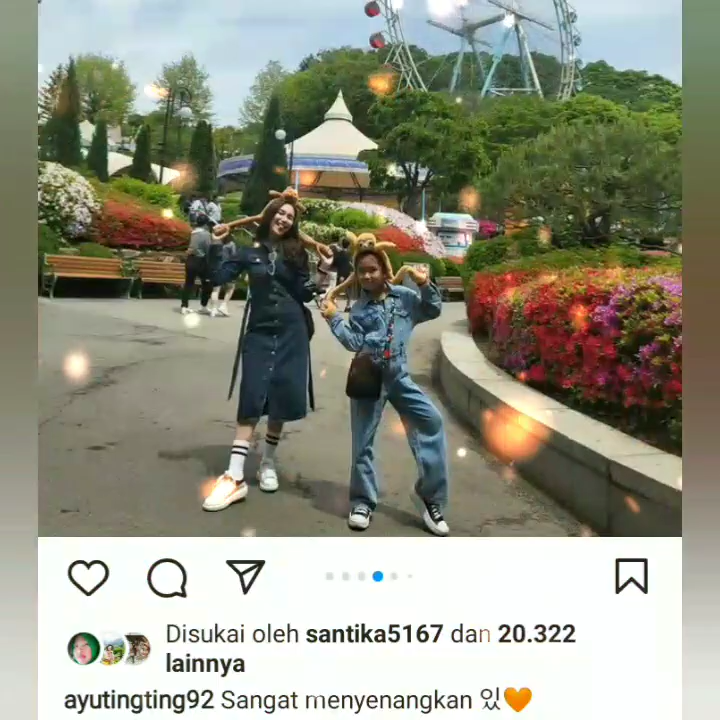 Disukai oleh santika5167 dan 20.322
lainnya
ayutingting92 Sangat menyenangkan 있🧡